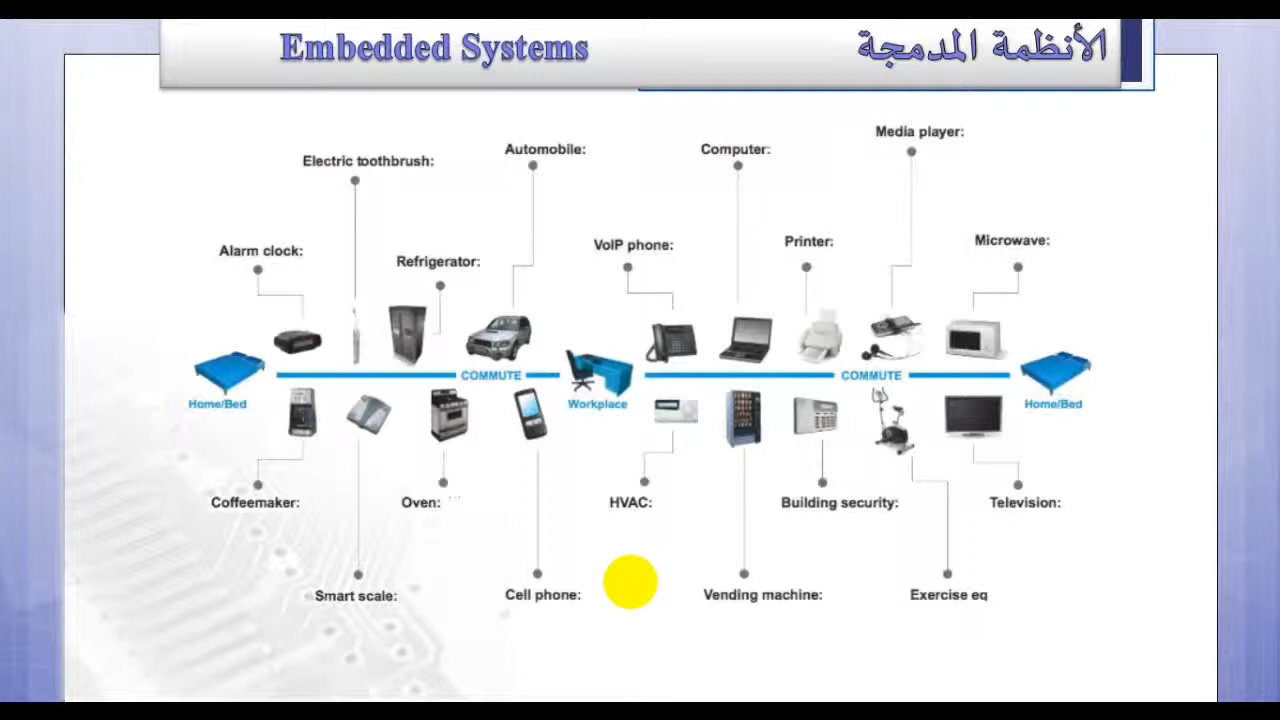 Embedded Systems
الأنظمة المدمجة
Media player:
Automobile:
Computer:
Electric toothbrush:
Alarm clock:
Refrigerator:
VoIP phone:
Printer:
Microwave:
COMMUTE
COMMUTE
Home/Bed
Workplace
Home/Bed
Coffeemaker:
Oven:
HVAC:
Building security:
Television:
Smart scale:
Cell phone:
Vending machine:
Exercise eq